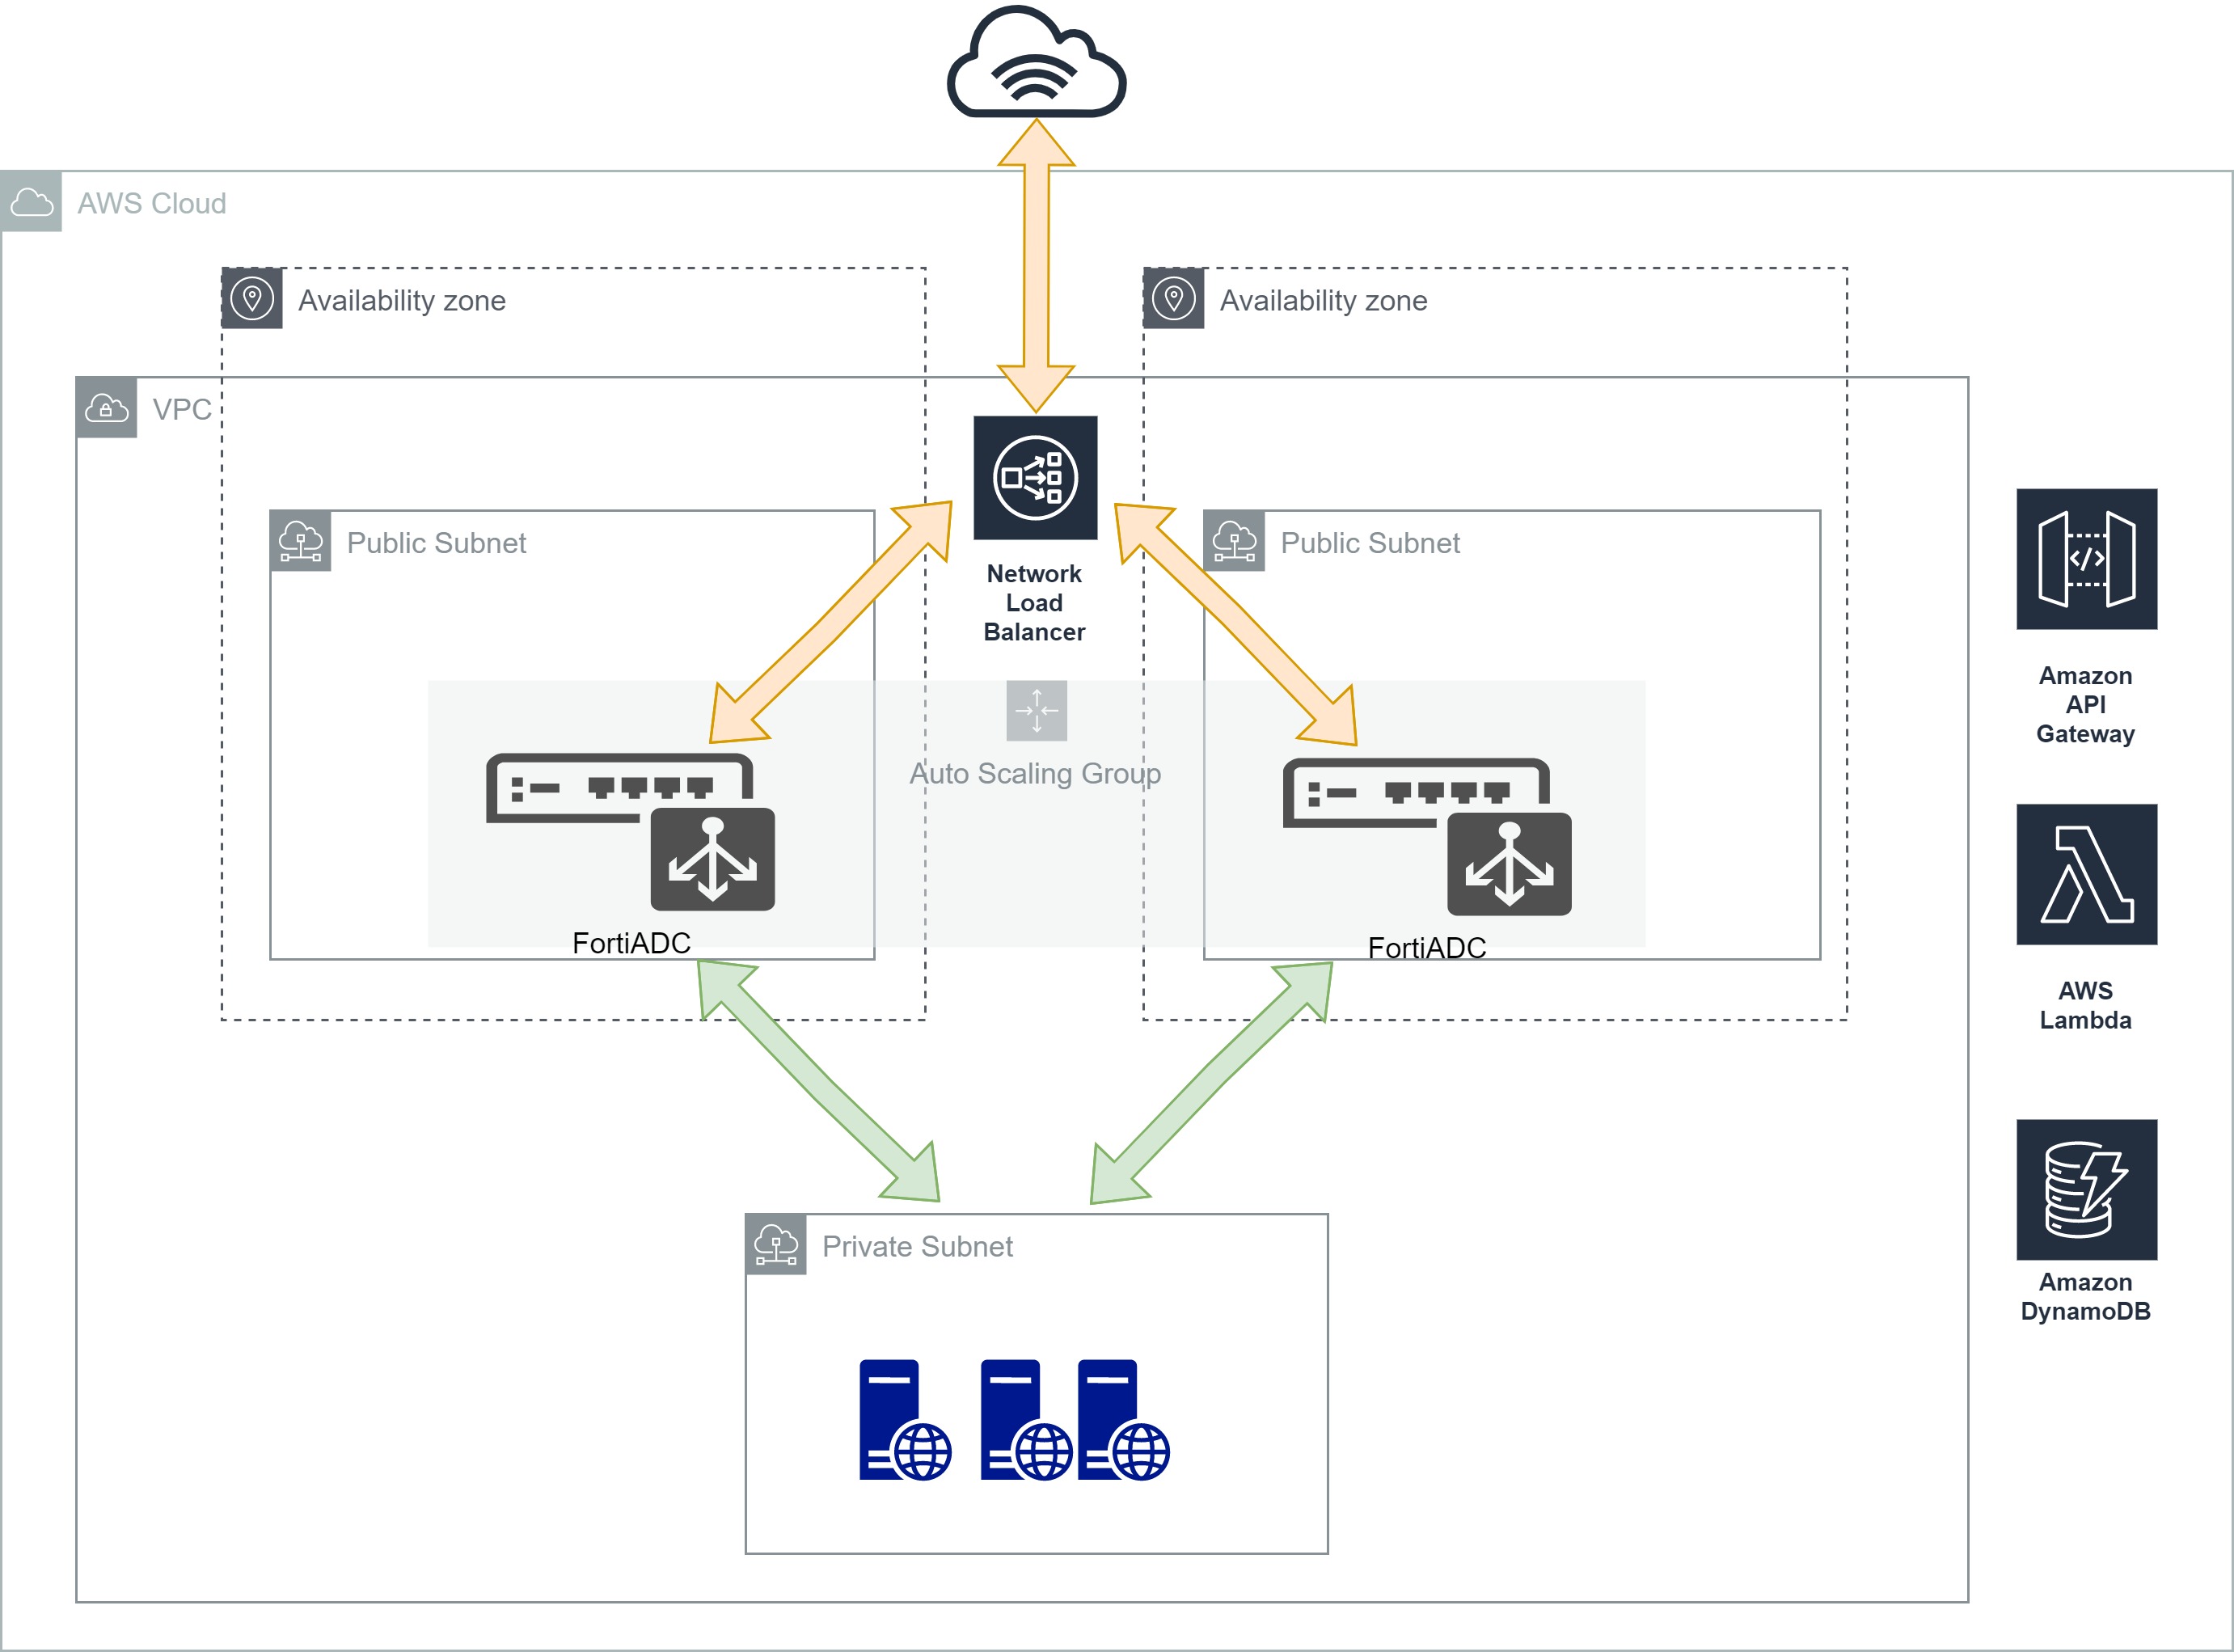 AWS Cloud
Availability zone
Availability zone
VPC
Public Subnet
Public Subnet
Network
Load
Balancer
Auto Scaling Group
FortiADC
FortiADC
Amazon
API
Gateway
AWS
Lambda
Private Subnet
Amazon
DynamoDB